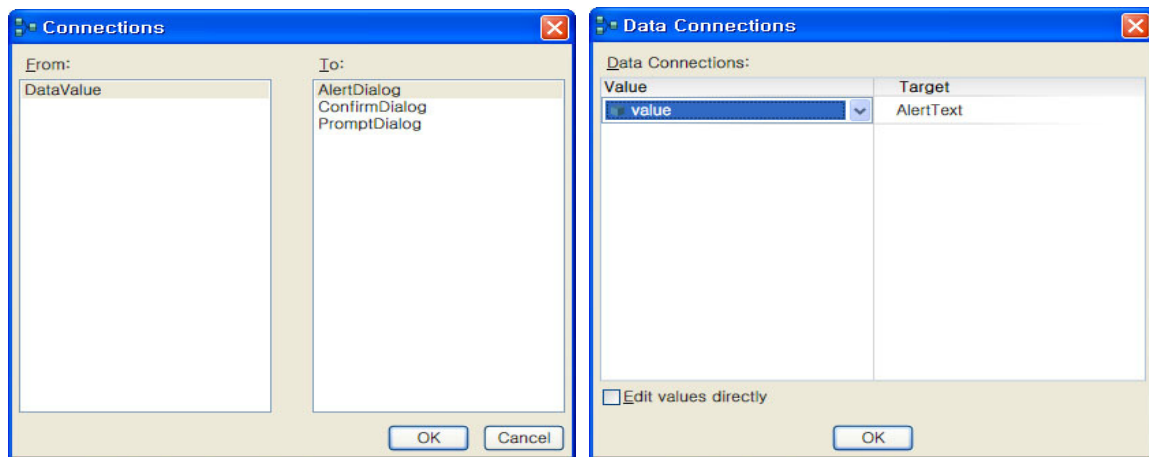 Connections
From:
To:
DataValue
AlertDialog
ConfirmDialog
PromptDialog
OK
Cancel
Data Connections
Data Connections:
Value
Target
value
AlertText
Edit values directly
OK